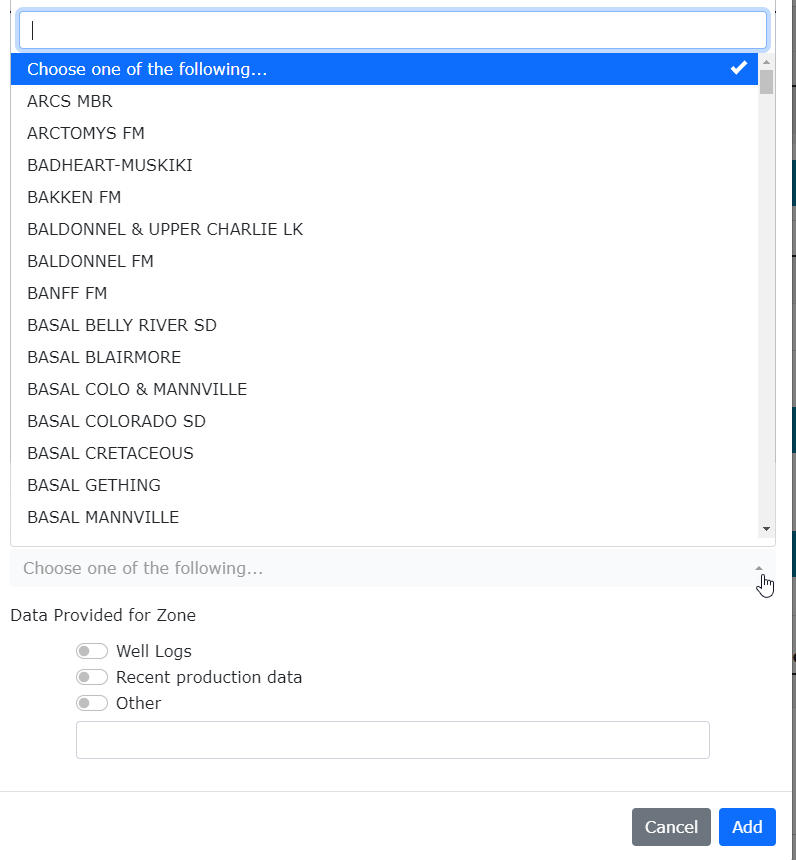 Choose one of the following...
ARCS MBR
ARCTOMYS FM
BADHEART-MUSKIKI
BAKKEN FM
BALDONNEL & UPPER CHARLIE LK
BALDONNEL FM
BANFF FM
BASAL BELLY RIVER SD
BASAL BLAIRMORE
BASAL COLO & MANNVILLE
BASAL COLORADO SD
BASAL CRETACEOUS
BASAL GETHING
BASAL MANNVILLE
Choose one of the following...
Data Provided for Zone
Well Logs
Recent production data
Other
Cancel Add